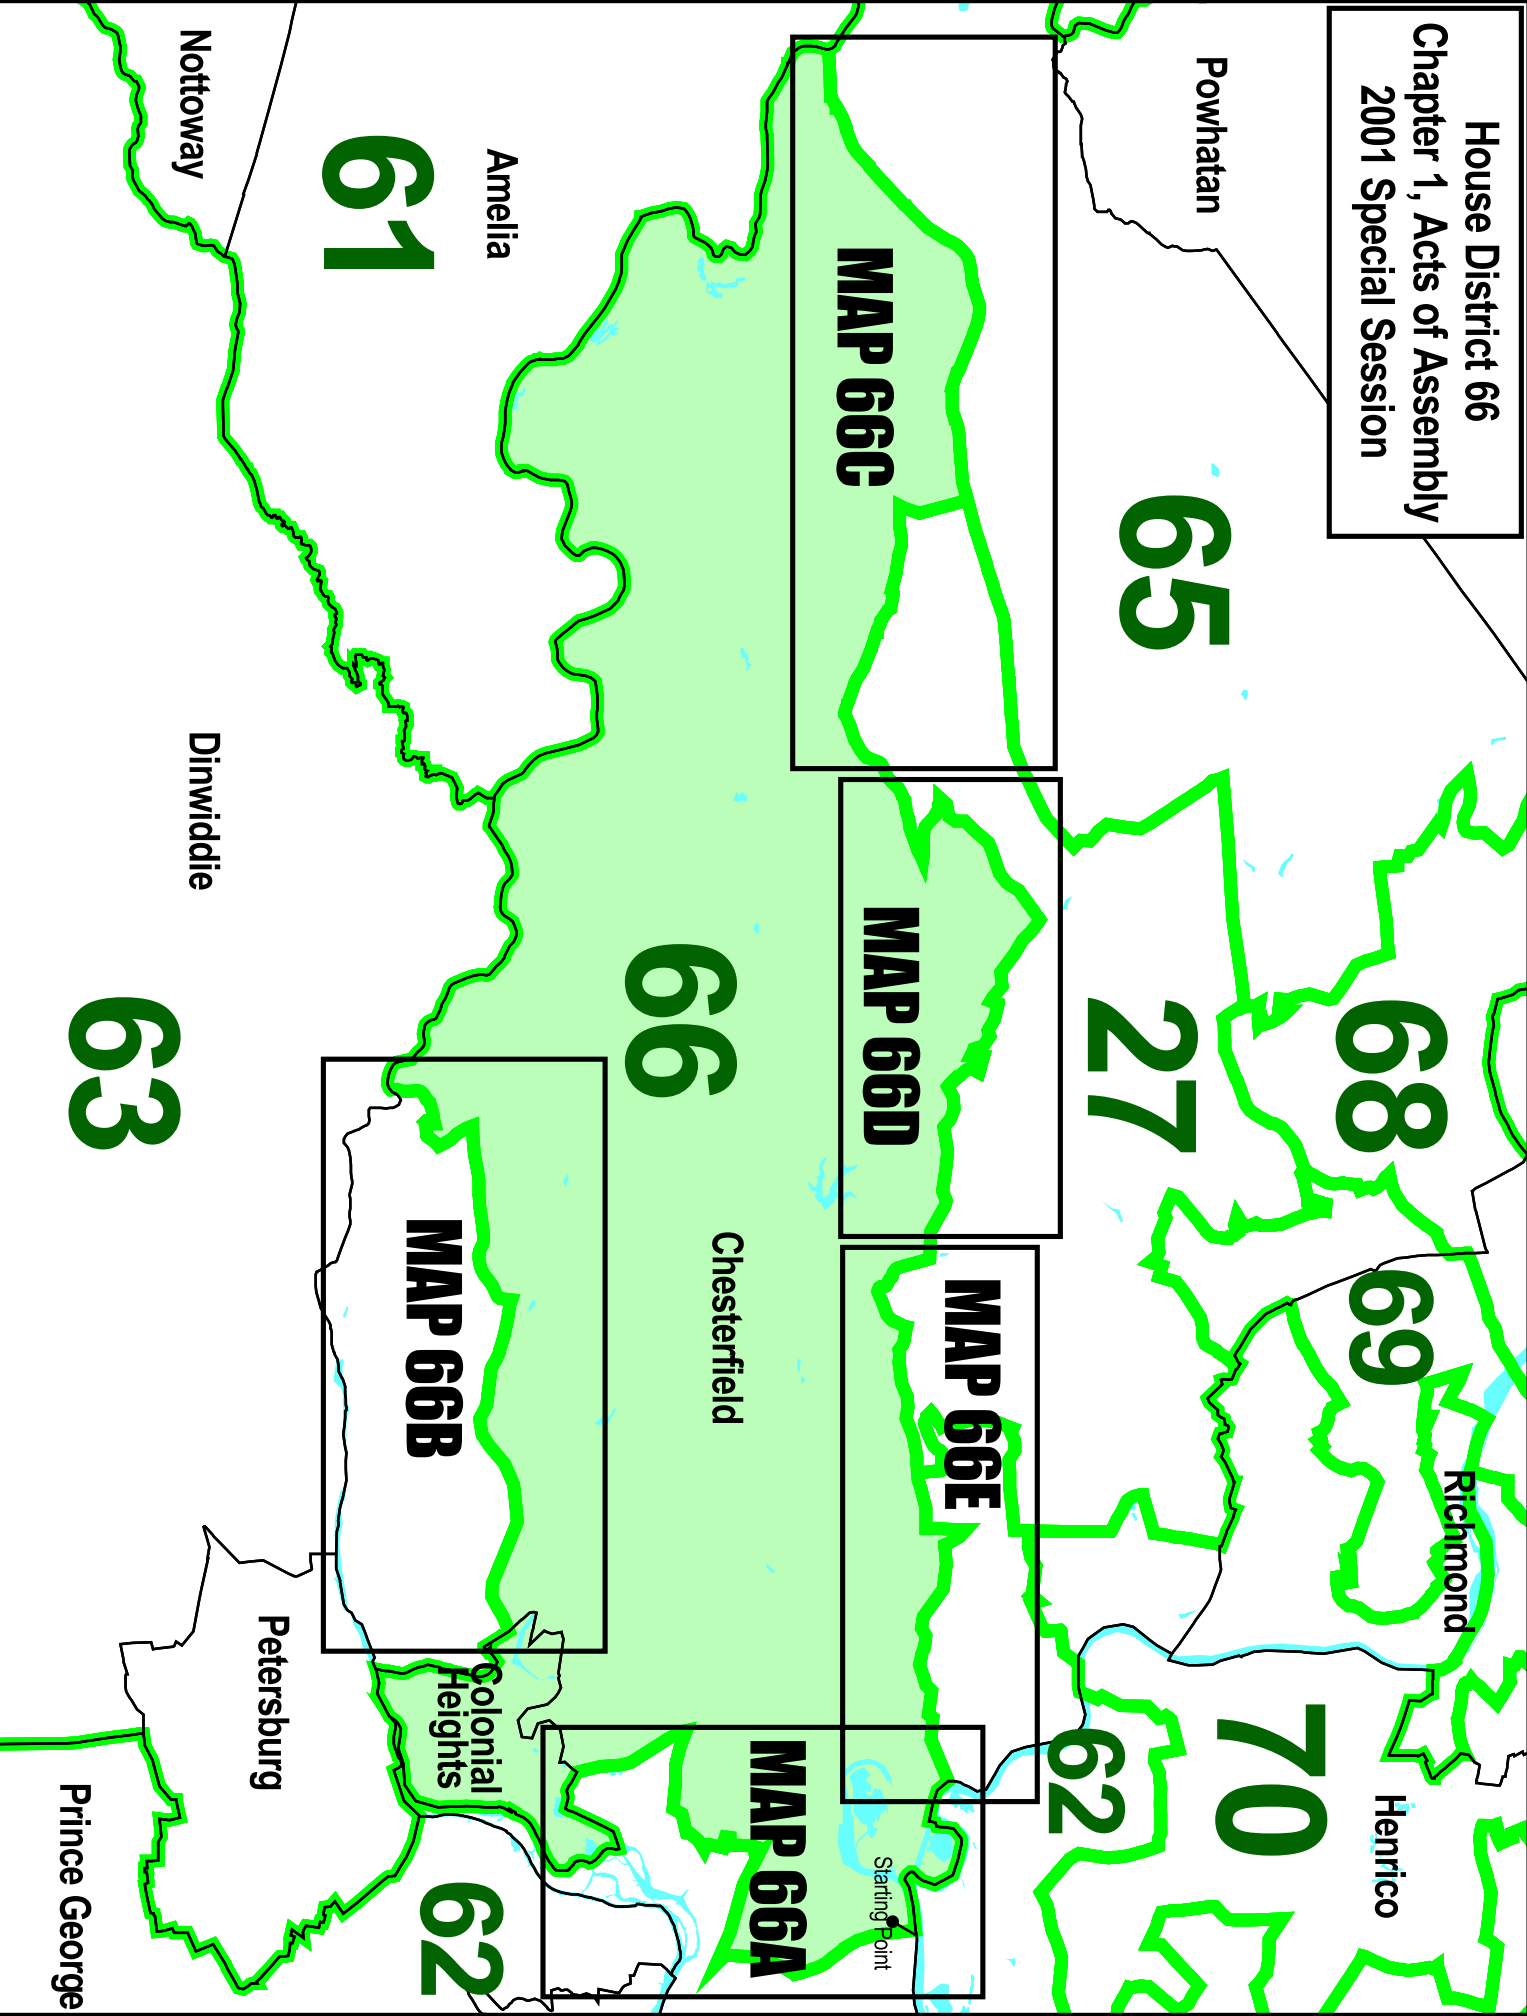 House District 66
Chapter 1, Acts of Assembly
2001 Special Session
Powhatan
65
68
69
Richmond
27
70
Henrico
62
MAP 66C
MAP 66D
MAP 66E
MAP 66A
Starting Point
66
Chesterfield
Amelia
61
Nottoway
MAP 66B
Colonial
Heights
62
Dinwiddie
63
Petersburg
Prince George